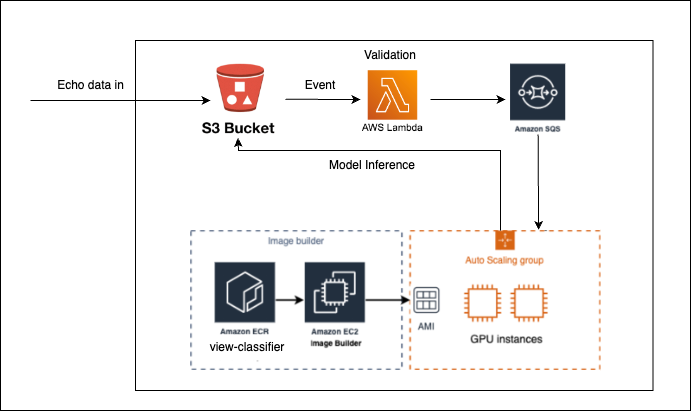 Validation
Echo data in
Event
S3 Bucket
AWS Lambda
Amazon SQS
Model Inference
Image builder
Auto Scaling group
Amazon ECR
view-classifier
Amazon EC2
Image Builder
AMI
GPU instances